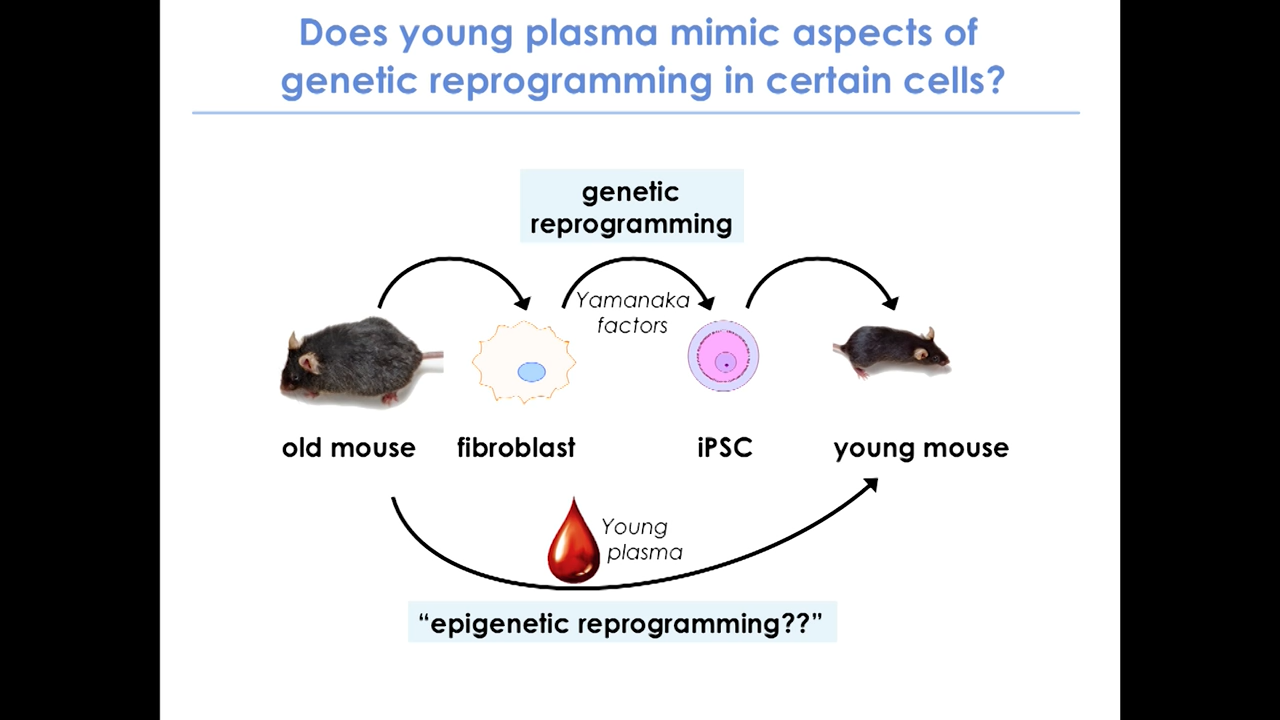 Does young plasma mimic aspects of
genetic reprogramming in certain cells?
genetic
reprogramming
Yamanaka
factors
old mouse
fibroblast
iPSC
young mouse
Young
plasma
“epigenetic reprogramming??”